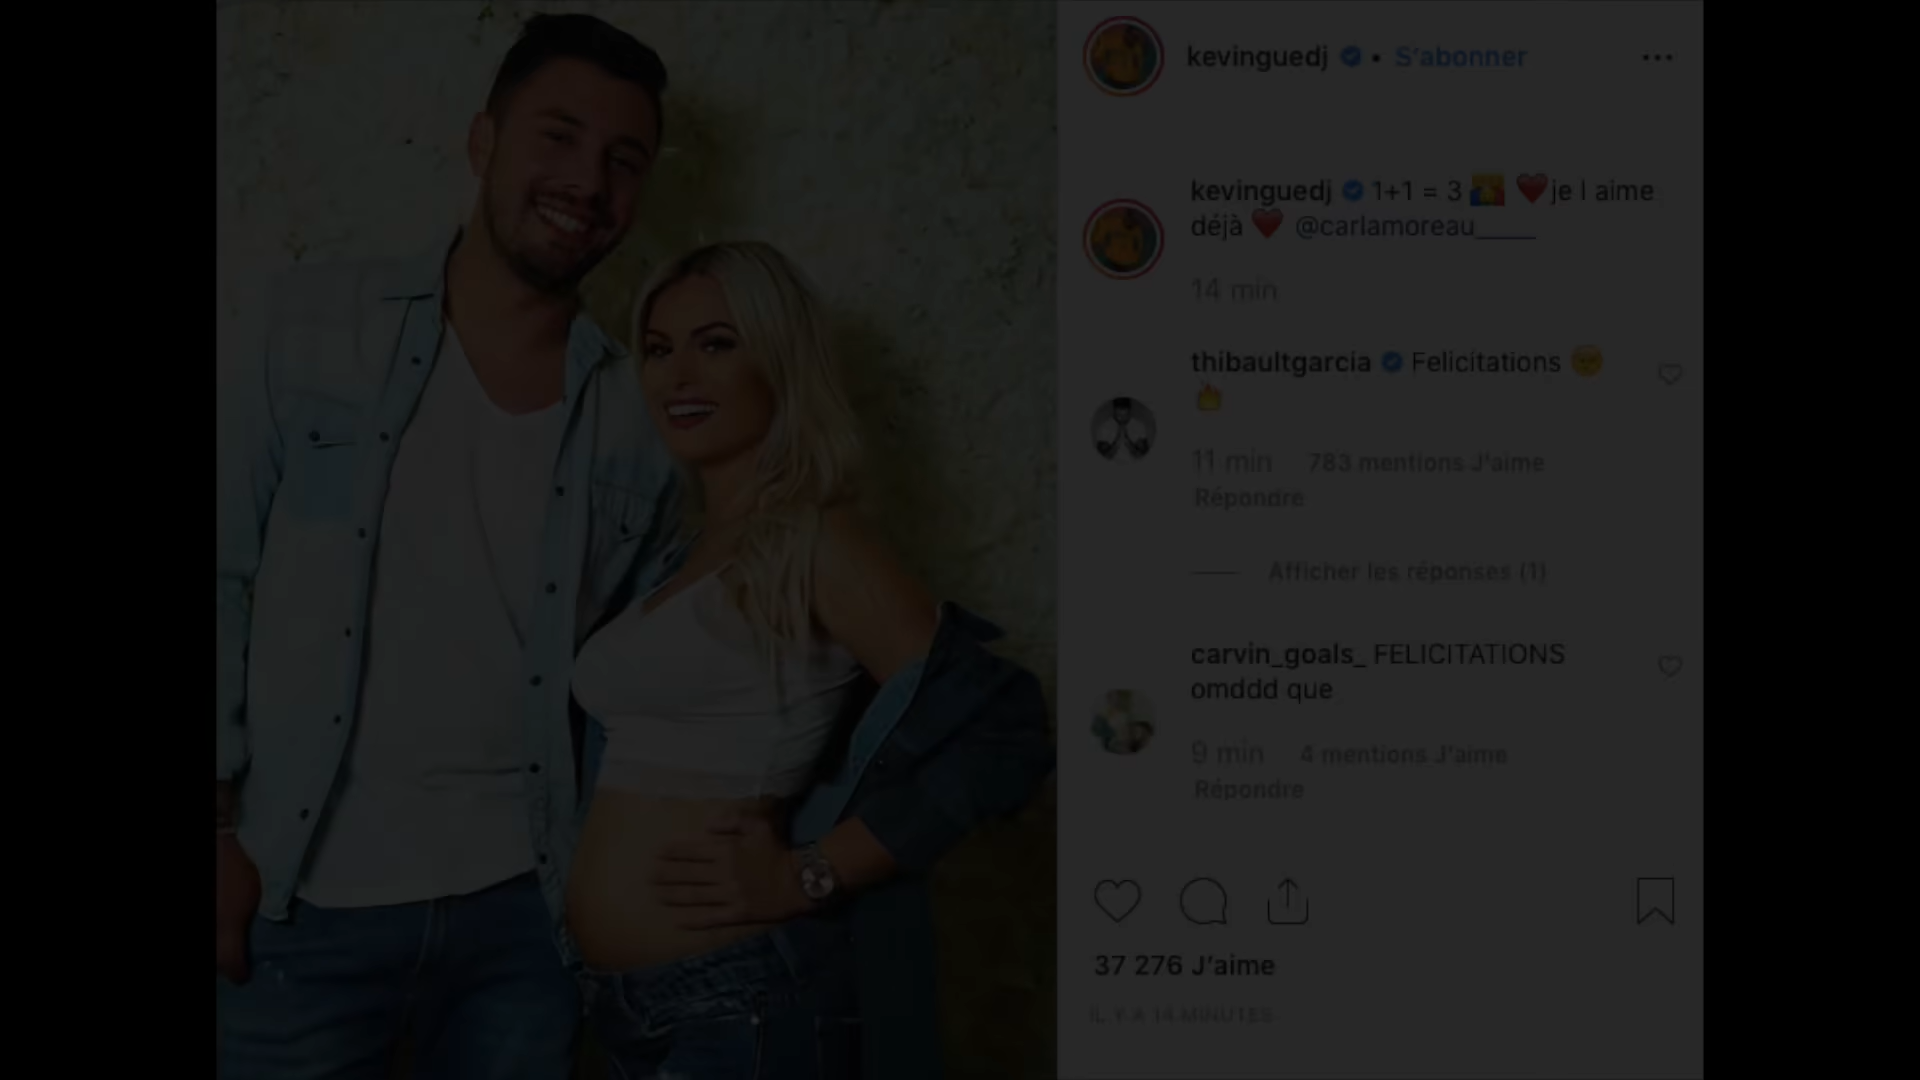 kevinguedj • S'abonner
kevinguedj 1+1 = 3 👪 ❤️je l aime
déjà ❤️ @carlamoreau____
14 min
thibaultgarcia Felicitations
🔥
11 min 783 mentions J'aime
Répondre
Afficher les réponses (1)
carvin_goals_ FELICITATIONS
omddd que
9 min 4 mentions J'aime
Répondre
37 276 J'aime
IL Y A 14 MINUTES